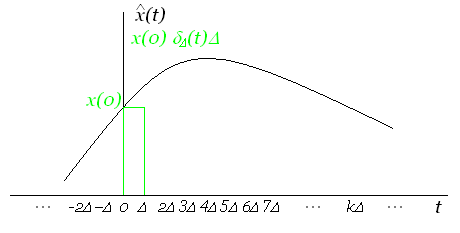 x̂(t)
x(0) δ_Δ(t)Δ
x(0)
... -2Δ -Δ 0 Δ 2Δ 3Δ 4Δ 5Δ 6Δ 7Δ ... kΔ ... t